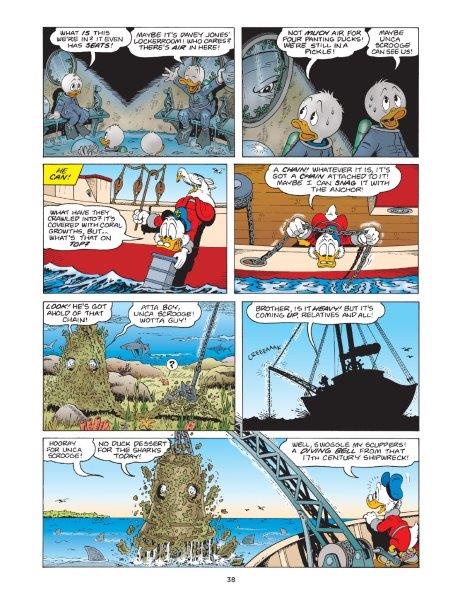 WHAT IS THIS
WE'RE IN? IT EVEN
HAS SEATS!
MAYBE IT'S DAVEY JONES'
LOCKERROOM! WHO CARES?
THERE'S AIR IN HERE!
NOT MUCH AIR FOR
FOUR PANTING DUCKS!
WE'RE STILL IN A
PICKLE!
MAYBE
UNCA
SCROOGE
CAN SEE US!
HE
CAN!
WHAT HAVE THEY
CRAWLED INTO? IT'S
COVERED WITH CORAL
GROWTHS, BUT...
WHAT'S THAT ON
TOP?
A CHAIN! WHATEVER IT IS, IT'S
GOT A CHAIN ATTACHED TO IT!
MAYBE I CAN SNAG IT WITH
THE ANCHOR!
LOOK! HE'S GOT
AHOLD OF THAT
CHAIN!
ATTA BOY,
UNCA SCROOGE!
WOTTA GUY!
?
BROTHER, IS IT HEAVY! BUT IT'S
COMING UP, RELATIVES AND ALL!
CREEEAAAK
HOORAY
FOR UNCA
SCROOGE!
NO DUCK DESSERT
FOR THE SHARKS
TODAY!
WELL, SWOGGLE MY SCUPPERS!
A DIVING BELL FROM THAT
17TH CENTURY SHIPWRECK!
38